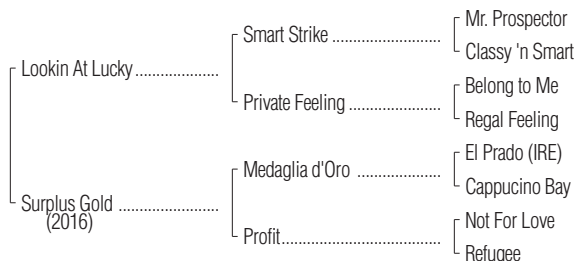 Mr. Prospector
Smart Strike ..................
Classy 'n Smart
Lookin At Lucky..................
Belong to Me
Private Feeling ..................
Regal Feeling
El Prado (IRE)
Medaglia d'Oro ..................
Cappucino Bay
Surplus Gold ..................
(2016)
Not For Love
Profit..................
Refugee